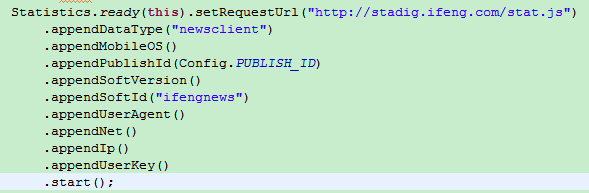 Statistics.ready(this).setRequestUrl("http://stadig.ifeng.com/stat.js")
.appendDataType("newsclient")
.appendMobileOS()
.appendPublishId(Config.PUBLISH_ID)
.appendSoftVersion()
.appendSoftId("ifengnews")
.appendUserAgent()
.appendNet()
.appendIp()
.appendUserKey()
.start();